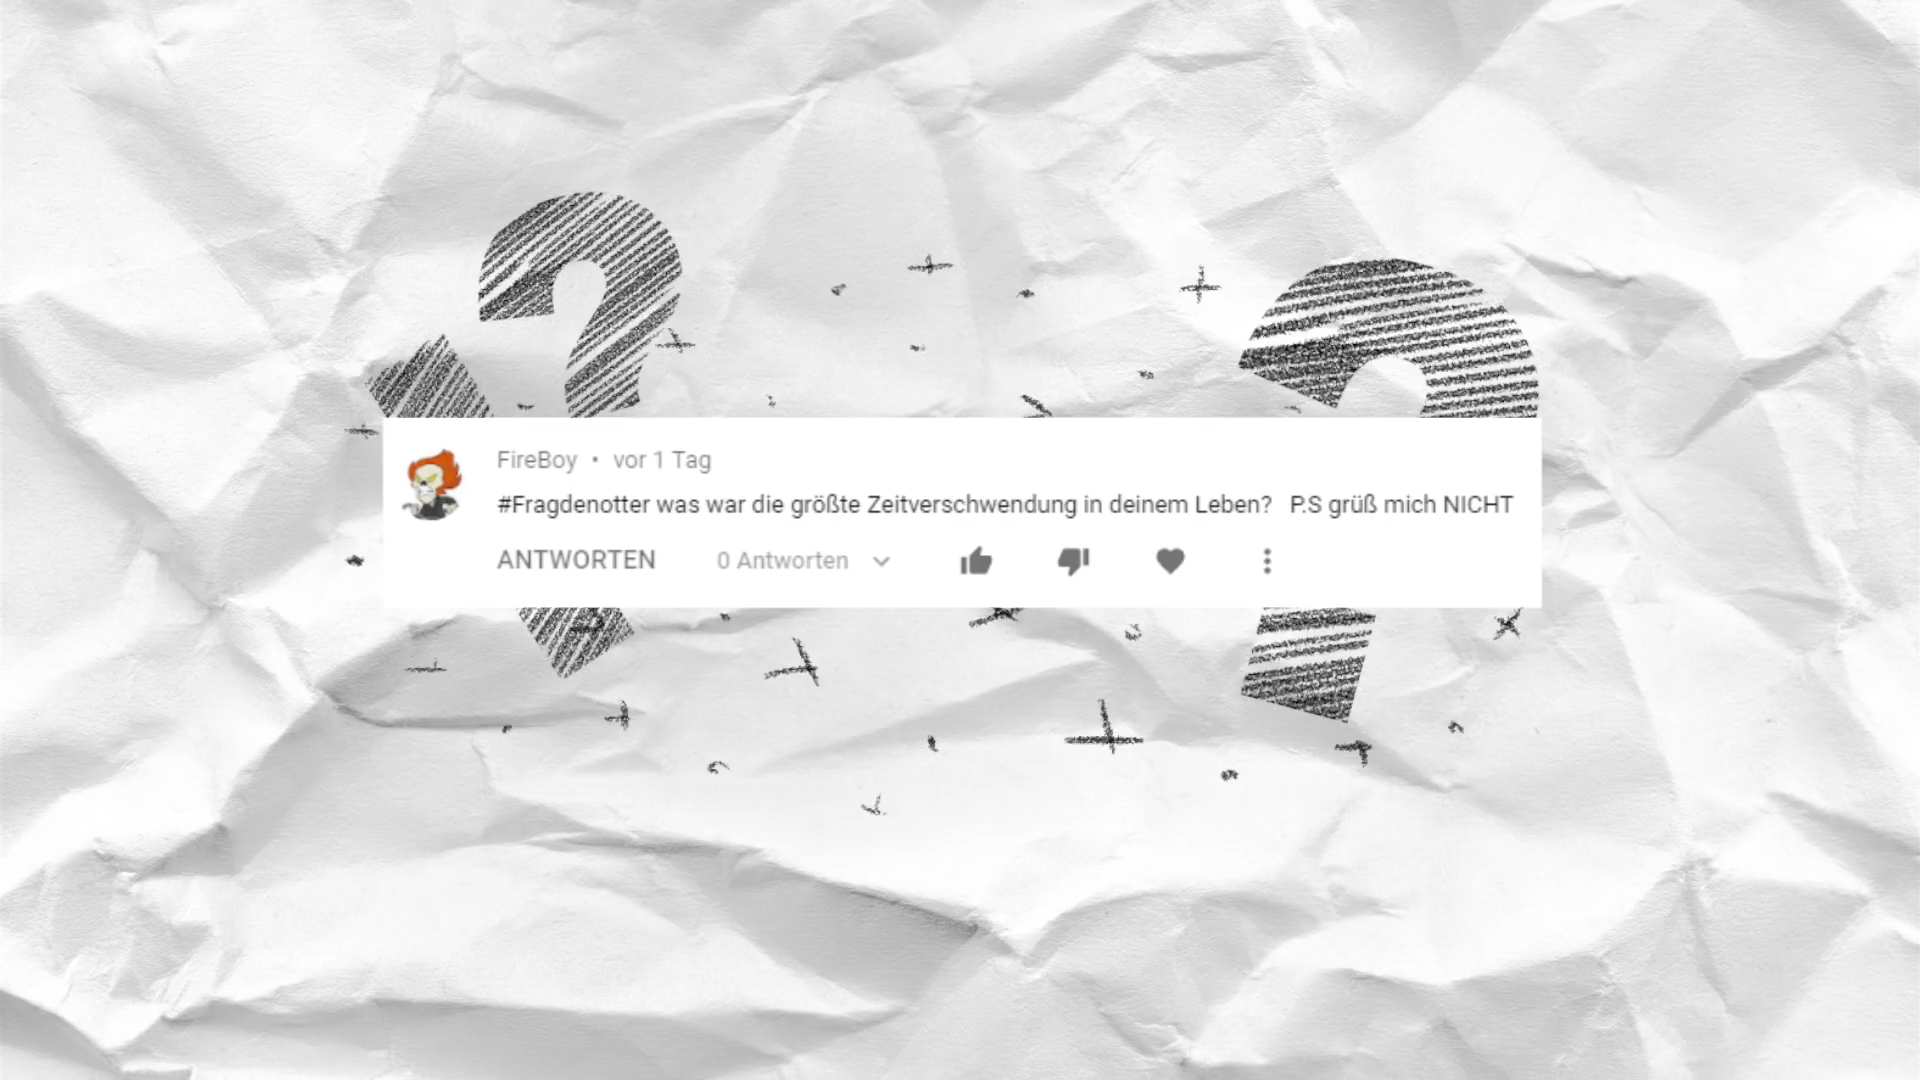 FireBoy • vor 1 Tag
#Fragdenotter was war die größte Zeitverschwendung in deinem Leben? P.S grüß mich NICHT
ANTWORTEN 0 Antworten